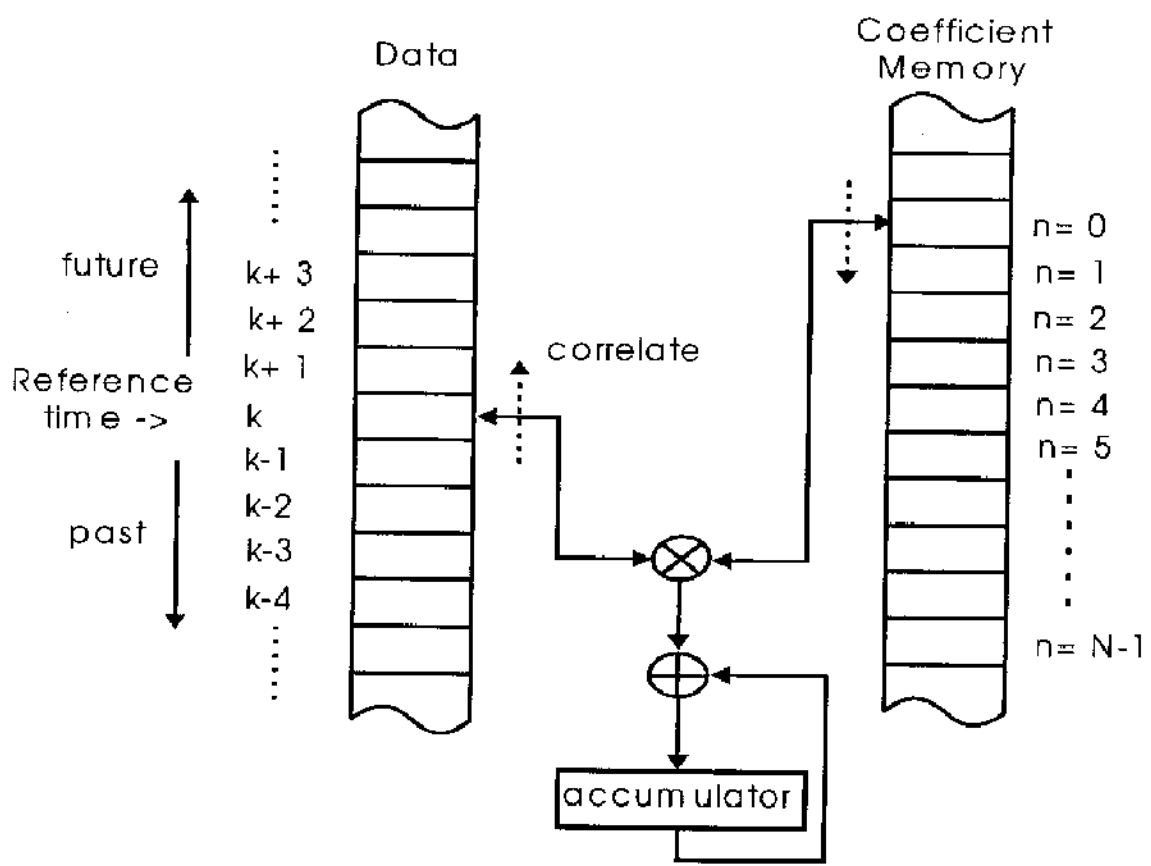 Data
Coefficient
Memory
future
Reference
time ->
past
k+ 3
k+ 2
k+ 1
k
k-1
k-2
k-3
k-4
correlate
n= 0
n= 1
n= 2
n= 3
n= 4
n= 5
n= N-1
accumulator